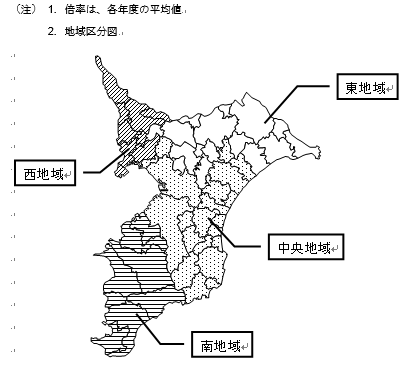 （注）　１．倍率は、各年度の平均値.
２．地域区分図.
東地域
西地域
中央地域
南地域